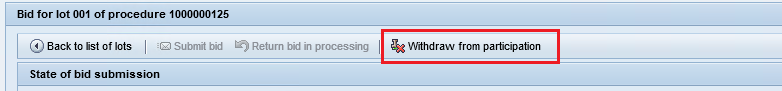 Bid for lot 001 of procedure 1000000125
Back to list of lots Submit bid Return bid in processing Withdraw from participation
State of bid submission